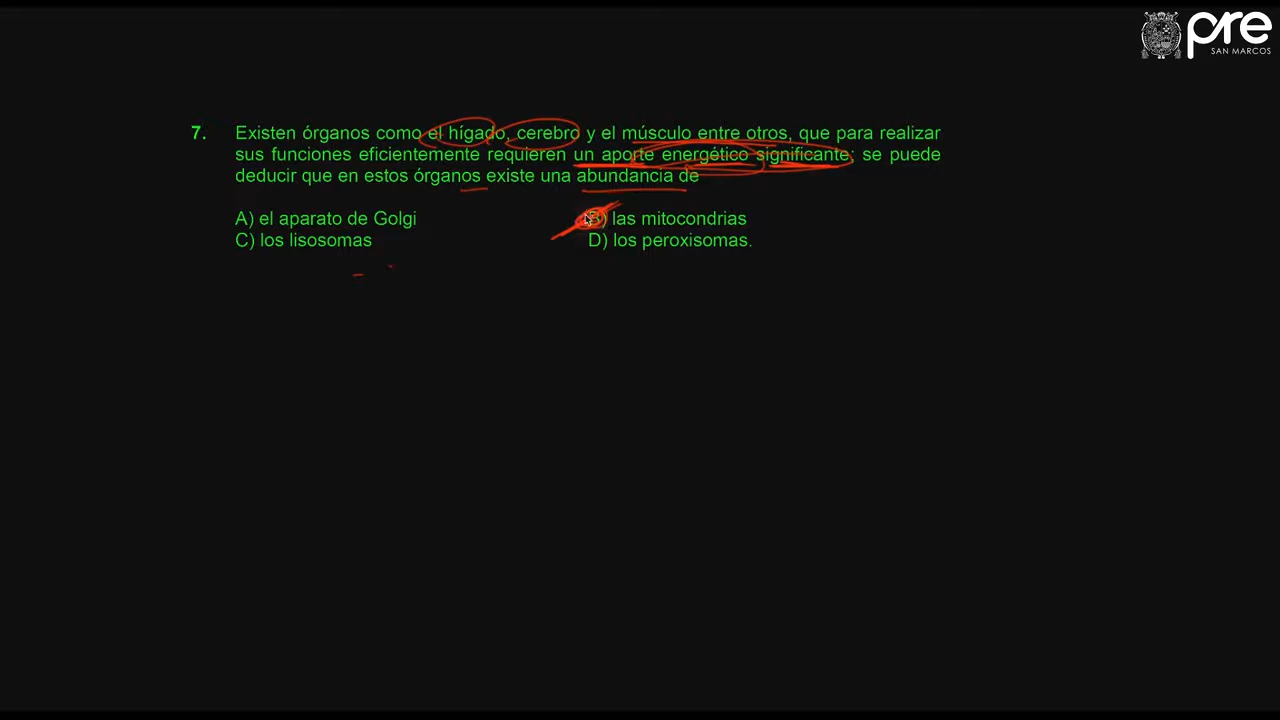 pre
SAN MARCOS
7. Existen órganos como el hígado, cerebro y el músculo entre otros, que para realizar
sus funciones eficientemente requieren un aporte energético significante; se puede
deducir que en estos órganos existe una abundancia de
A) el aparato de Golgi B) las mitocondrias
C) los lisosomas D) los peroxisomas.